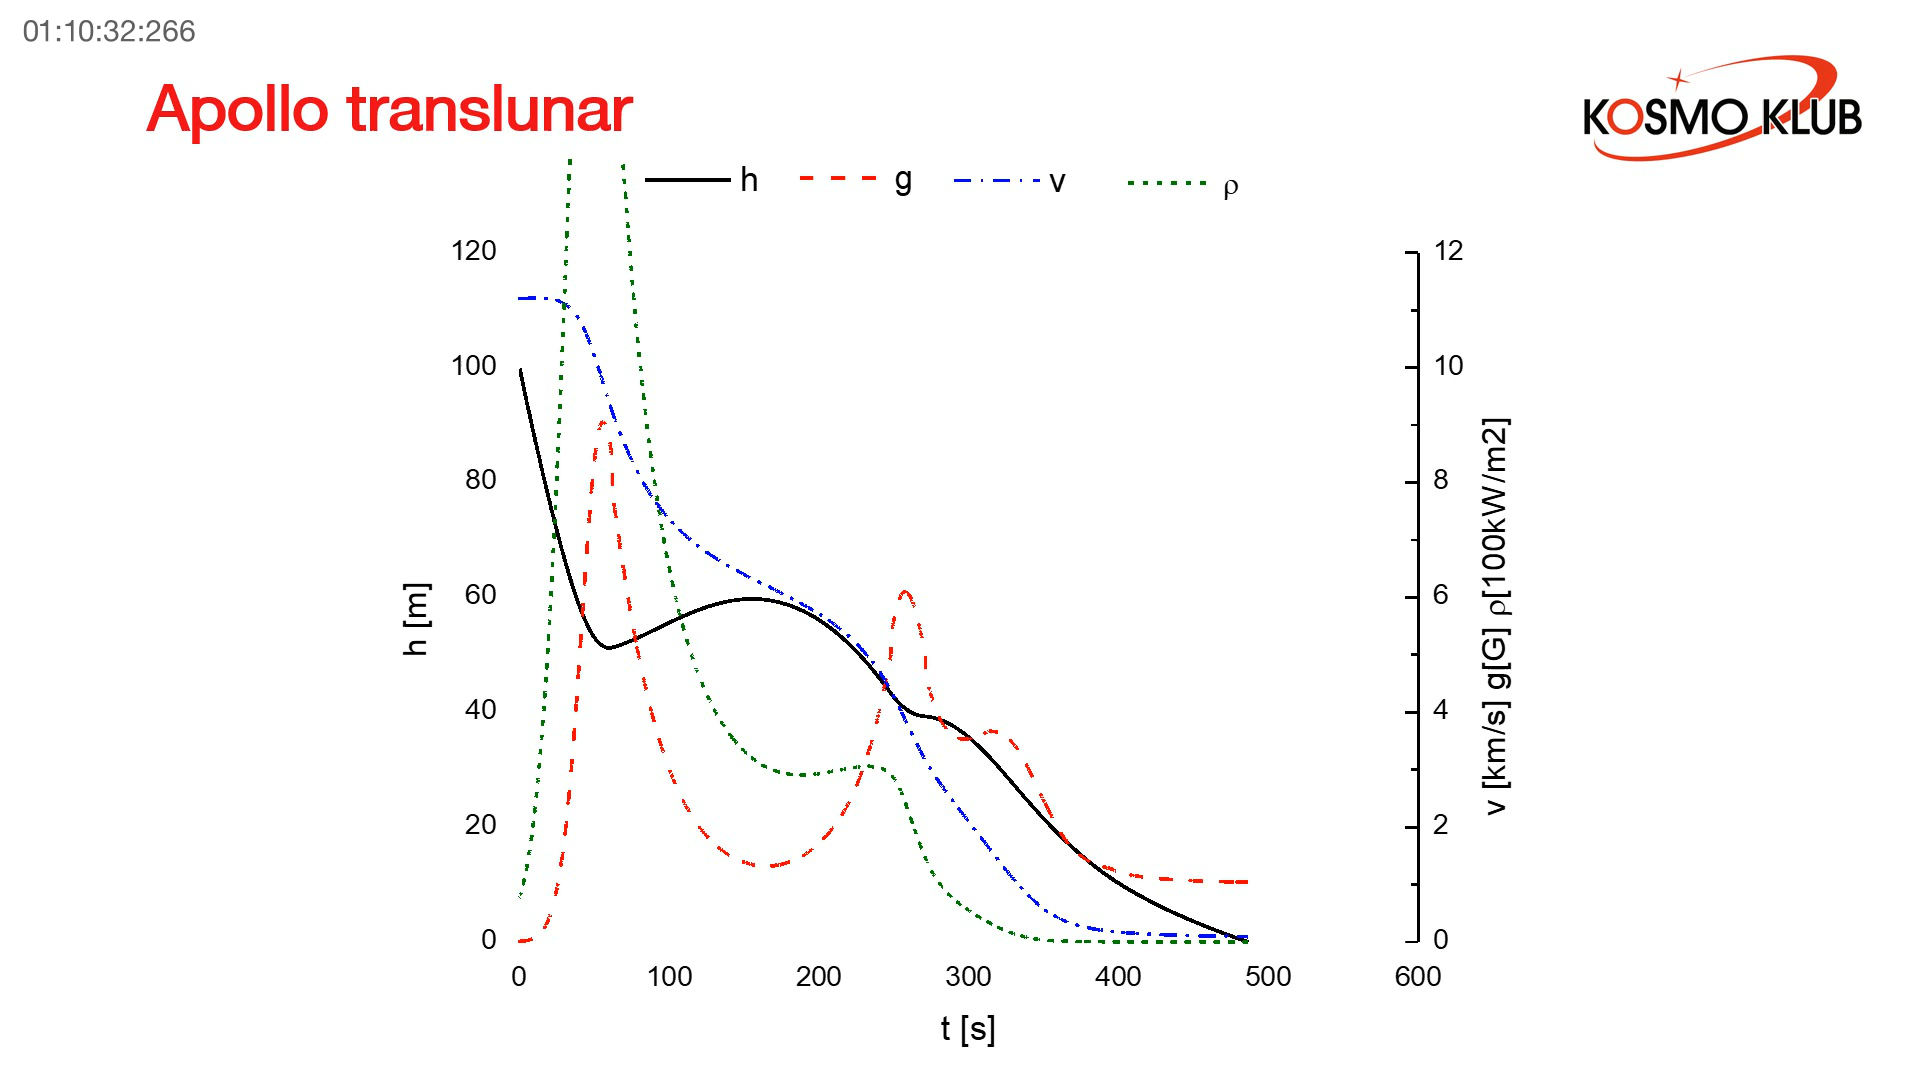 01:10:32:266
Apollo translunar
KOSMO KLUB
h g v ρ
120
100
80
60
40
20
0
h [m]
12
10
8
6
4
2
0
v [km/s] g[G] ρ[100kW/m2]
0 100 200 300 400 500 600
t [s]